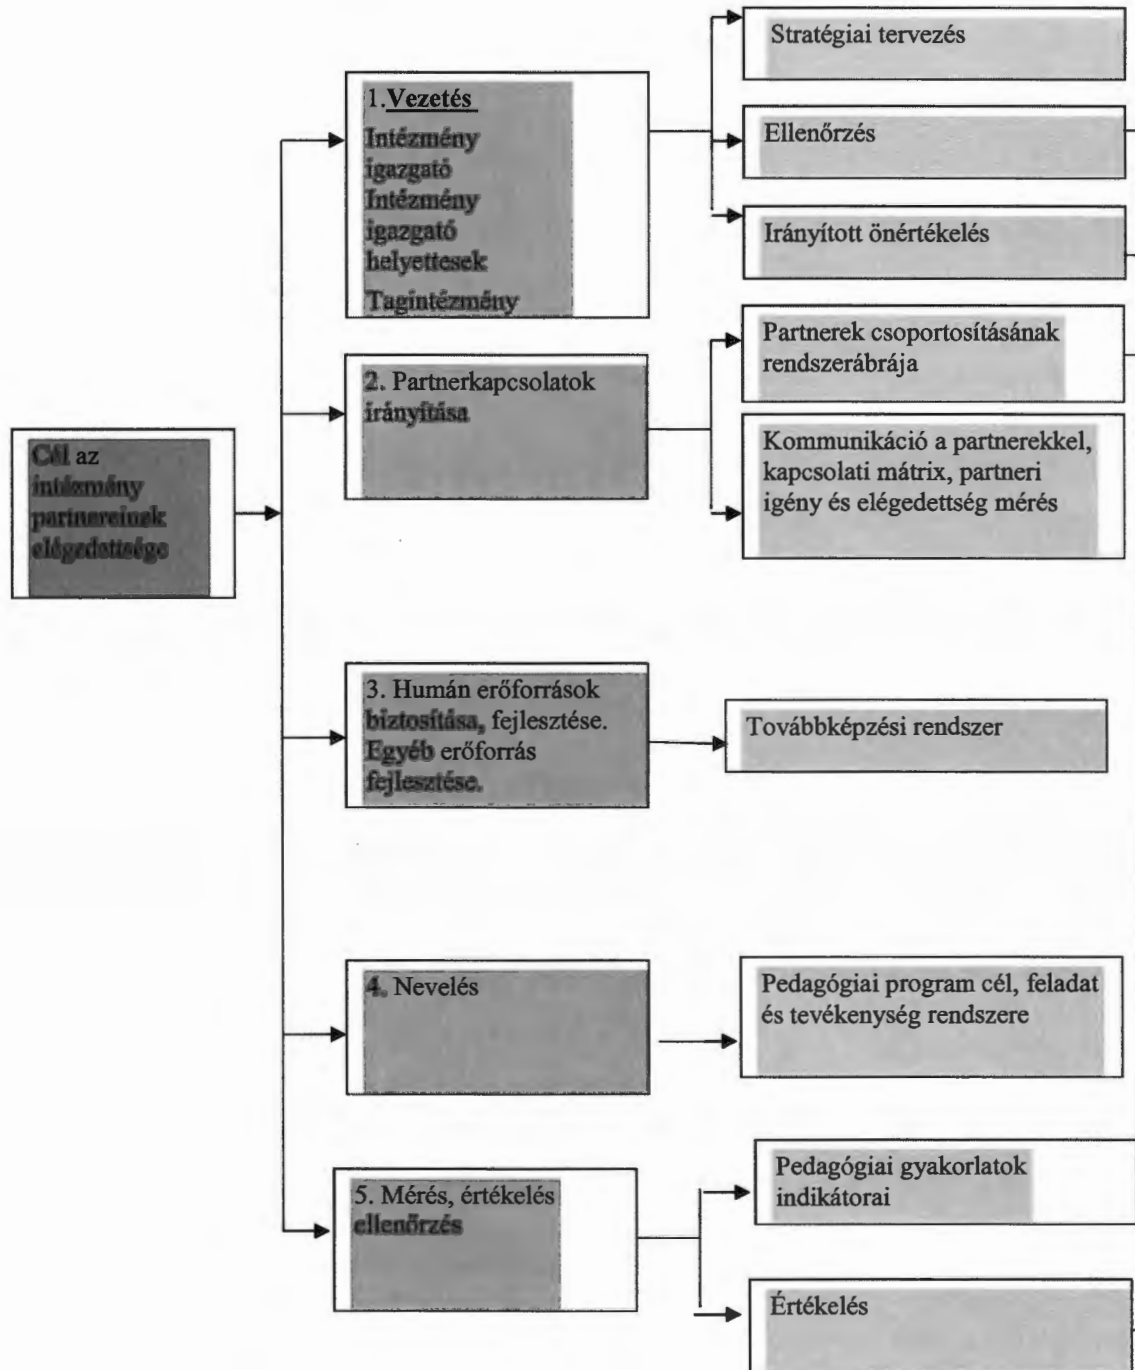 Cél az
intézmény
partnereinek
elégedettsége
1. Vezetés
Intézmény
igazgató
Intézmény
igazgató
helyettesek
Tagintézmény
Stratégiai tervezés
Ellenőrzés
Irányított önértékelés
2. Partnerkapcsolatok
irányítása
Partnerek csoportosításának
rendszerábrája
Kommunikáció a partnerekkel,
kapcsolati mátrix, partneri
igény és elégedettség mérés
3. Humán erőforrások
biztosítása, fejlesztése.
Egyéb erőforrás
fejlesztése.
Továbbképzési rendszer
4. Nevelés
Pedagógiai program cél, feladat
és tevékenység rendszere
5. Mérés, értékelés
ellenőrzés
Pedagógiai gyakorlatok
indikátorai
Értékelés